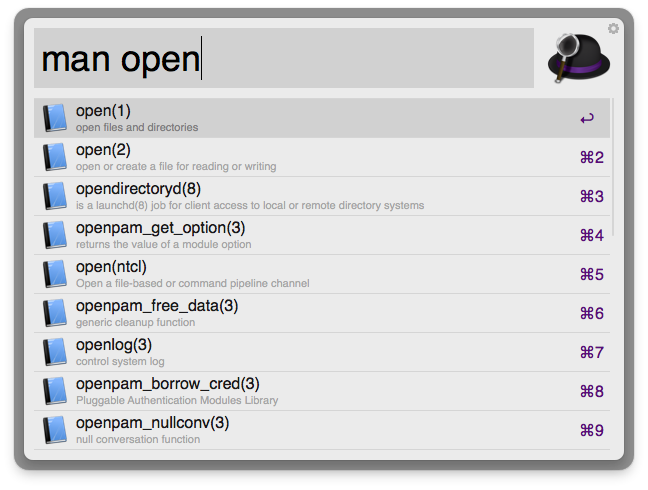 man open
open(1)
open files and directories
↩
open(2)
open or create a file for reading or writing
⌘2
opendirectoryd(8)
is a launchd(8) job for client access to local or remote directory systems
⌘3
openpam_get_option(3)
returns the value of a module option
⌘4
open(ntcl)
Open a file-based or command pipeline channel
⌘5
openpam_free_data(3)
generic cleanup function
⌘6
openlog(3)
control system log
⌘7
openpam_borrow_cred(3)
Pluggable Authentication Modules Library
⌘8
openpam_nullconv(3)
null conversation function
⌘9